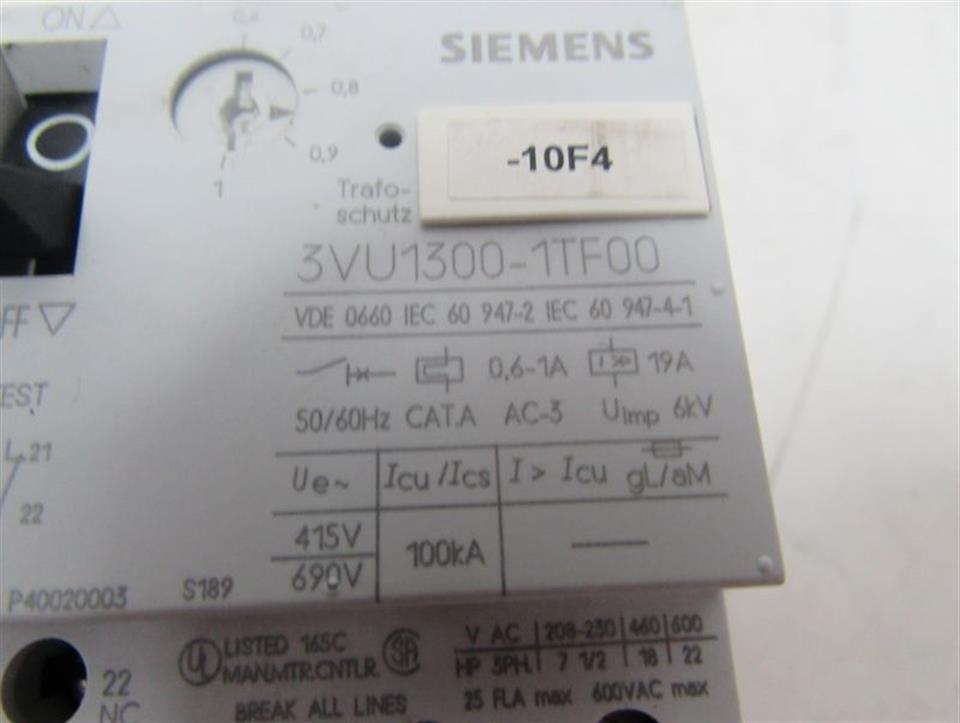 ON
0,6
0,7
0,8
0,9
1
SIEMENS
-10F4
Trafo-
schutz
3VU1300-1TF00
VDE 0660 IEC 60 947-2 IEC 60 947-4-1
0,6-1A I>> 19A
50/60Hz CAT.A AC-3 Uimp 6kV
Ue~ Icu/Ics I > Icu gL/aM
415V
690V
100kA
FF
EST
21
22
P40020003 S189
UL LISTED 165C
MAN.MTR.CNTLR.
BREAK ALL LINES
SA
V AC 208-230 460 600
HP 3PH. 7 1/2 18 22
25 FLA max 600VAC max
22
NC